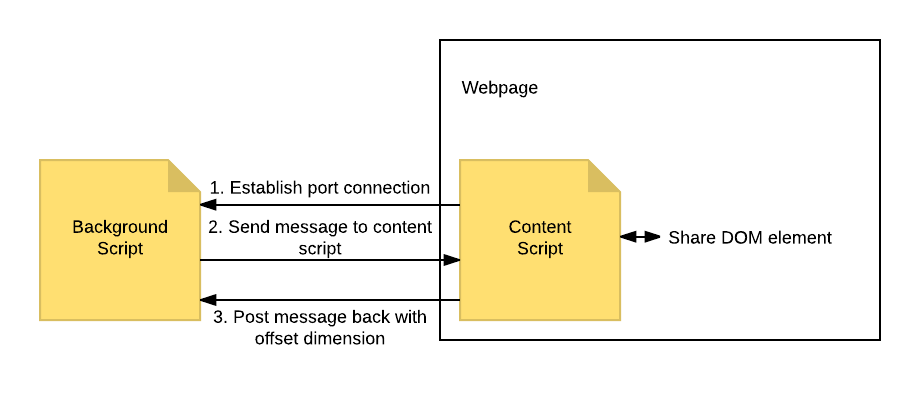 Webpage
1. Establish port connection
Background
Script
2. Send message to content
script
Content
Script
Share DOM element
3. Post message back with
offset dimension